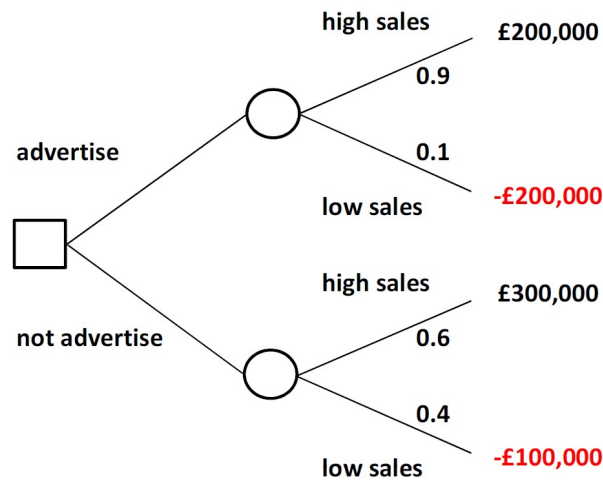 high sales
£200,000
0.9
advertise
0.1
-£200,000
low sales
high sales
£300,000
not advertise
0.6
0.4
-£100,000
low sales